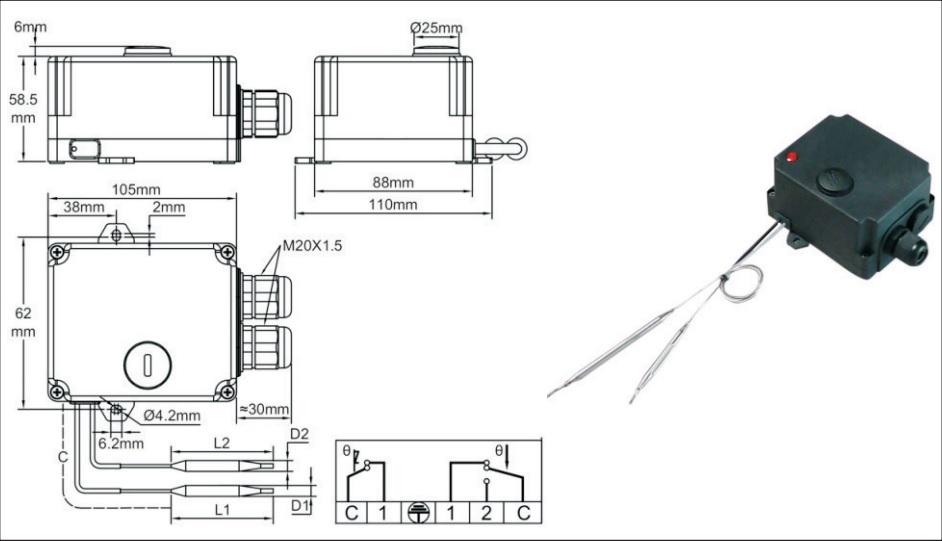 6mm
Ø25mm
58.5
mm
88mm
110mm
105mm
38mm
2mm
M20X1.5
62
mm
≈30mm
Ø4.2mm
6.2mm
C
L2
D2
D1
L1
θ
θ
C 1 1 2 C